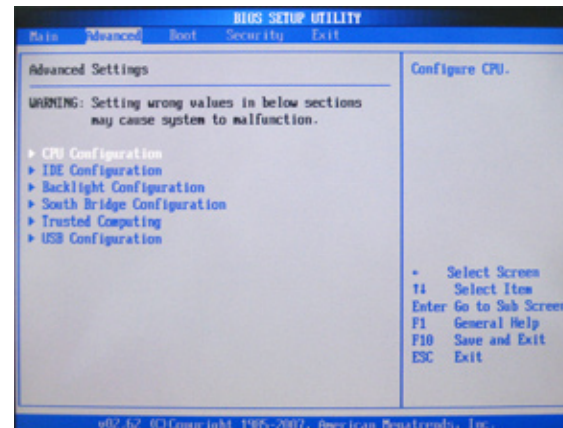 BIOS SETUP UTILITY
Main Advanced Boot Security Exit
Advanced Settings
WARNING: Setting wrong values in below sections
may cause system to malfunction.
CPU Configuration
IDE Configuration
Backlight Configuration
South Bridge Configuration
Trusted Computing
USB Configuration
Configure CPU.
Select Screen
↑↓ Select Item
Enter Go to Sub Screen
F1 General Help
F10 Save and Exit
ESC Exit
v02.62 (C)Copyright 1985-2007, American Megatrends, Inc.